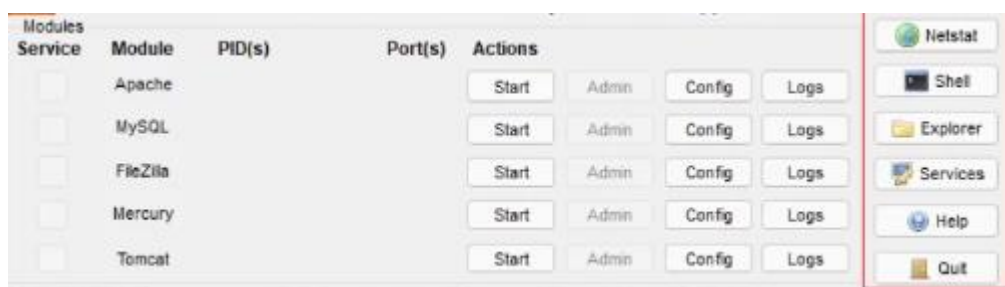 Modules
Service Module PID(s) Port(s) Actions
Apache Start Admin Config Logs
MySQL Start Admin Config Logs
FileZilla Start Admin Config Logs
Mercury Start Admin Config Logs
Tomcat Start Admin Config Logs
Netstat
Shell
Explorer
Services
Help
Quit